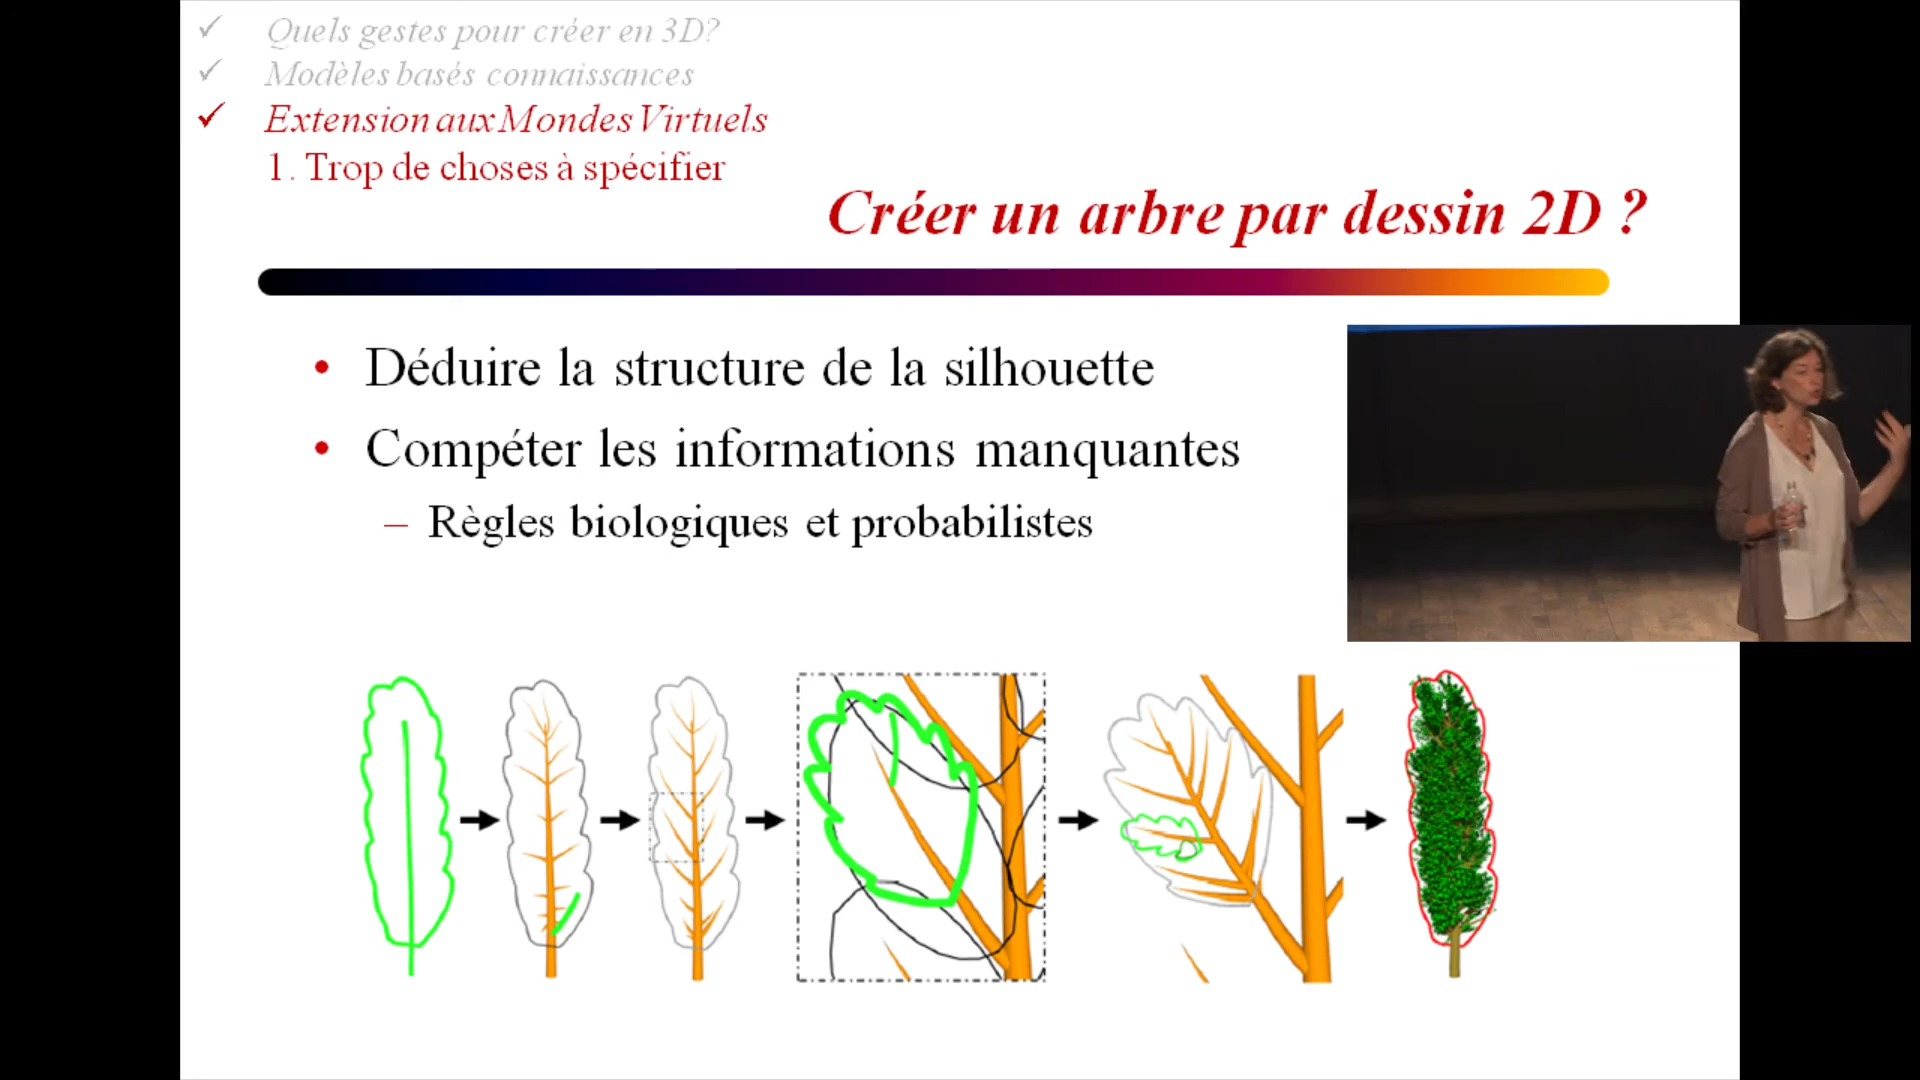 Quels gestes pour créer en 3D?
Modèles basés connaissances
Extension aux Mondes Virtuels
1. Trop de choses à spécifier
Créer un arbre par dessin 2D ?
• Déduire la structure de la silhouette
• Compéter les informations manquantes
– Règles biologiques et probabilistes